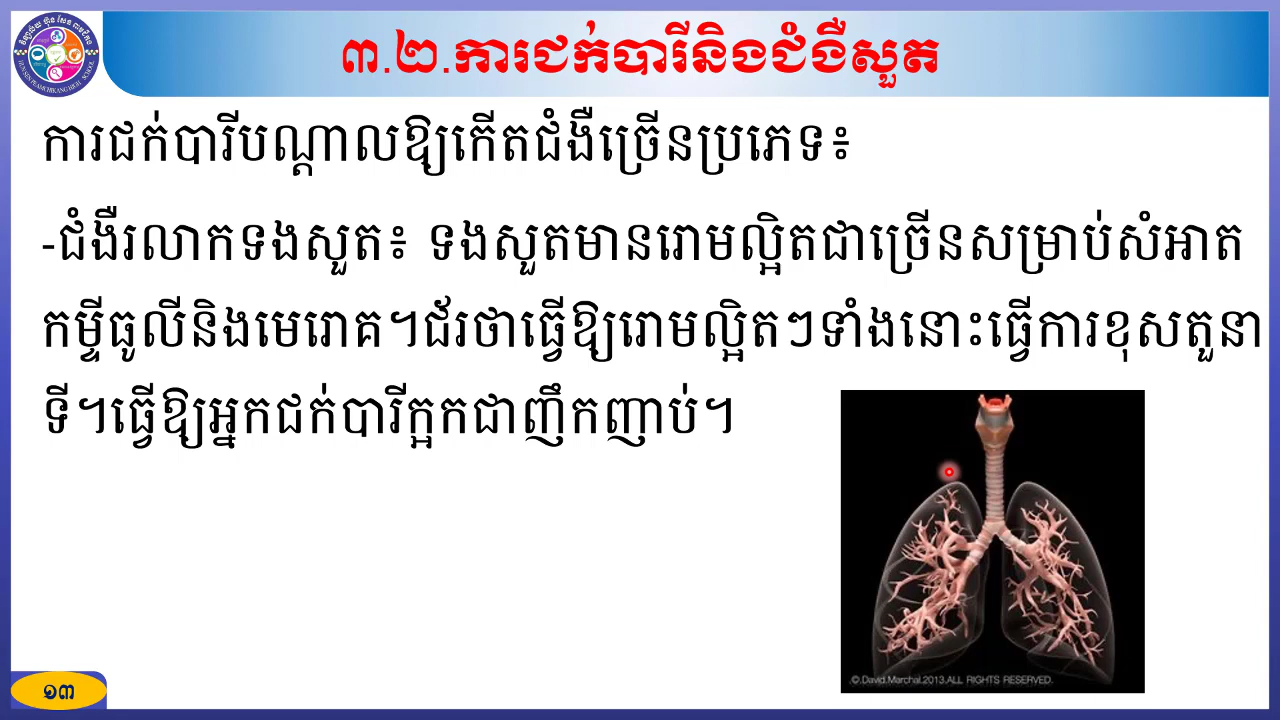 ៣.២.ការជក់បារីនិងជំងឺសួត
ការជក់បារីបណ្តាលឱ្យកើតជំងឺច្រើនប្រភេទ៖
-ជំងឺរលាកទងសួត៖ ទងសួតមានរោមល្អិតជាច្រើនសម្រាប់សំអាត
កម្ទីធូលីនិងមេរោគ។ជ័រថាធ្វើឱ្យរោមល្អិតៗទាំងនោះធ្វើការខុសតួនា
ទី។ធ្វើឱ្យអ្នកជក់បារីក្អកជាញឹកញាប់។
©.David.Marchal.2013.ALL RIGHTS RESERVED.
១៣